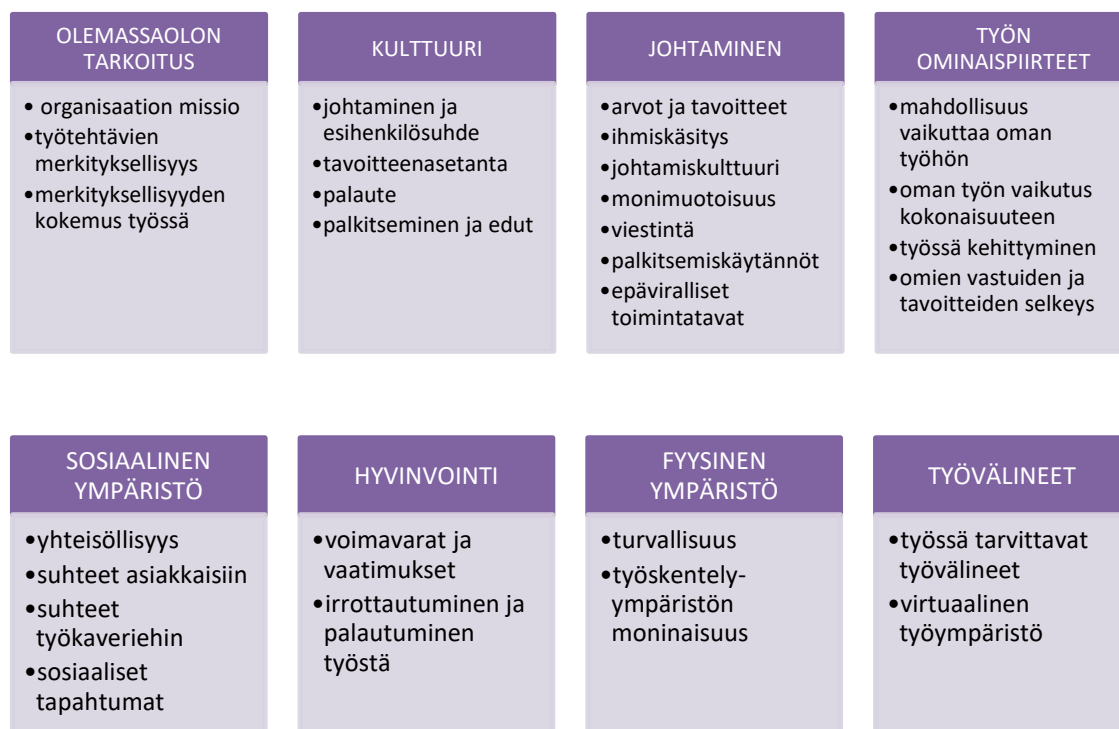 OLEMASSAOLON
TARKOITUS
• organisaation missio
•työtehtävien
merkityksellisyys
•merkityksellisyyden
kokemus työssä
KULTTUURI
•johtaminen ja
esihenkilösuhde
•tavoitteenasetanta
•palaute
•palkitseminen ja edut
JOHTAMINEN
•arvot ja tavoitteet
•ihmiskäsitys
•johtamiskulttuuri
•monimuotoisuus
•viestintä
•palkitsemiskäytännöt
•epäviralliset
toimintatavat
TYÖN
OMINAISPIIRTEET
•mahdollisuus
vaikuttaa oman
työhön
•oman työn vaikutus
kokonaisuuteen
•työssä kehittyminen
•omien vastuiden ja
tavoitteiden selkeys
SOSIAALINEN
YMPÄRISTÖ
•yhteisöllisyys
•suhteet asiakkaisiin
•suhteet
työkaveriehin
•sosiaaliset
tapahtumat
HYVINVOINTI
•voimavarat ja
vaatimukset
•irrottautuminen ja
palautuminen
työstä
FYYSINEN
YMPÄRISTÖ
•turvallisuus
•työskentely-
ympäristön
moninaisuus
TYÖVÄLINEET
•työssä tarvittavat
työvälineet
•virtuaalinen
työympäristö